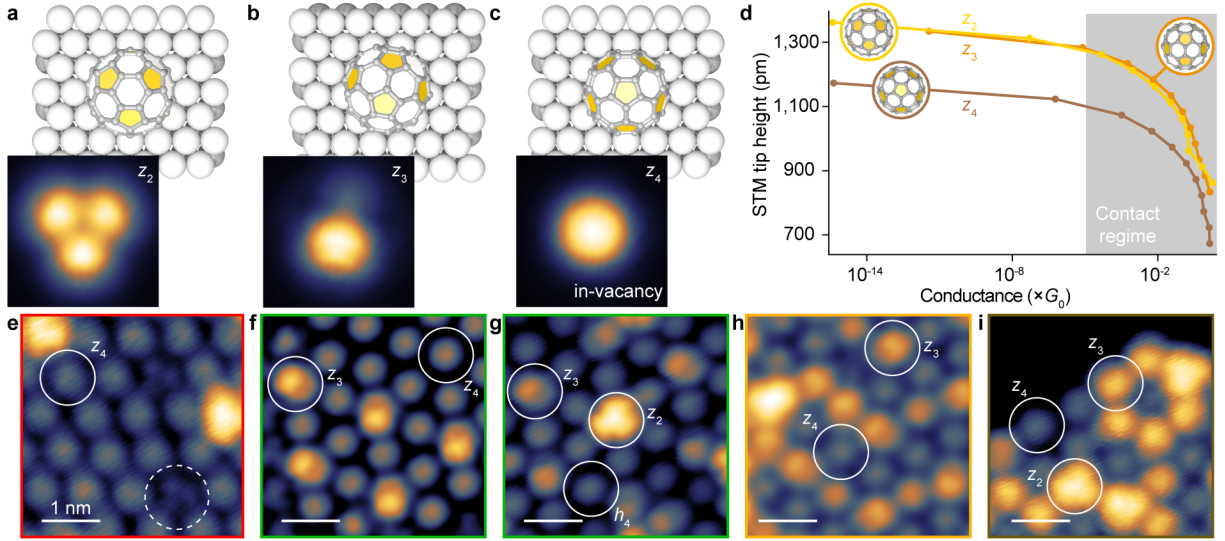 a
z₂
b
z₃
c
z₄
in-vacancy
d
STM tip height (pm)
1,300
1,100
900
700
z₂
z₃
z₄
Contact
regime
10⁻¹⁴
10⁻⁸
10⁻²
Conductance (×G₀)
e
z₄
1 nm
f
z₃
z₄
g
z₃
z₂
h₄
h
z₃
z₄
i
z₃
z₄
z₂